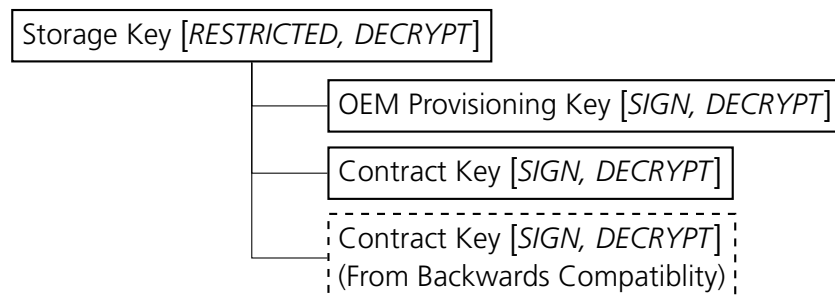 Storage Key [RESTRICTED, DECRYPT]
OEM Provisioning Key [SIGN, DECRYPT]
Contract Key [SIGN, DECRYPT]
Contract Key [SIGN, DECRYPT]
(From Backwards Compatiblity)